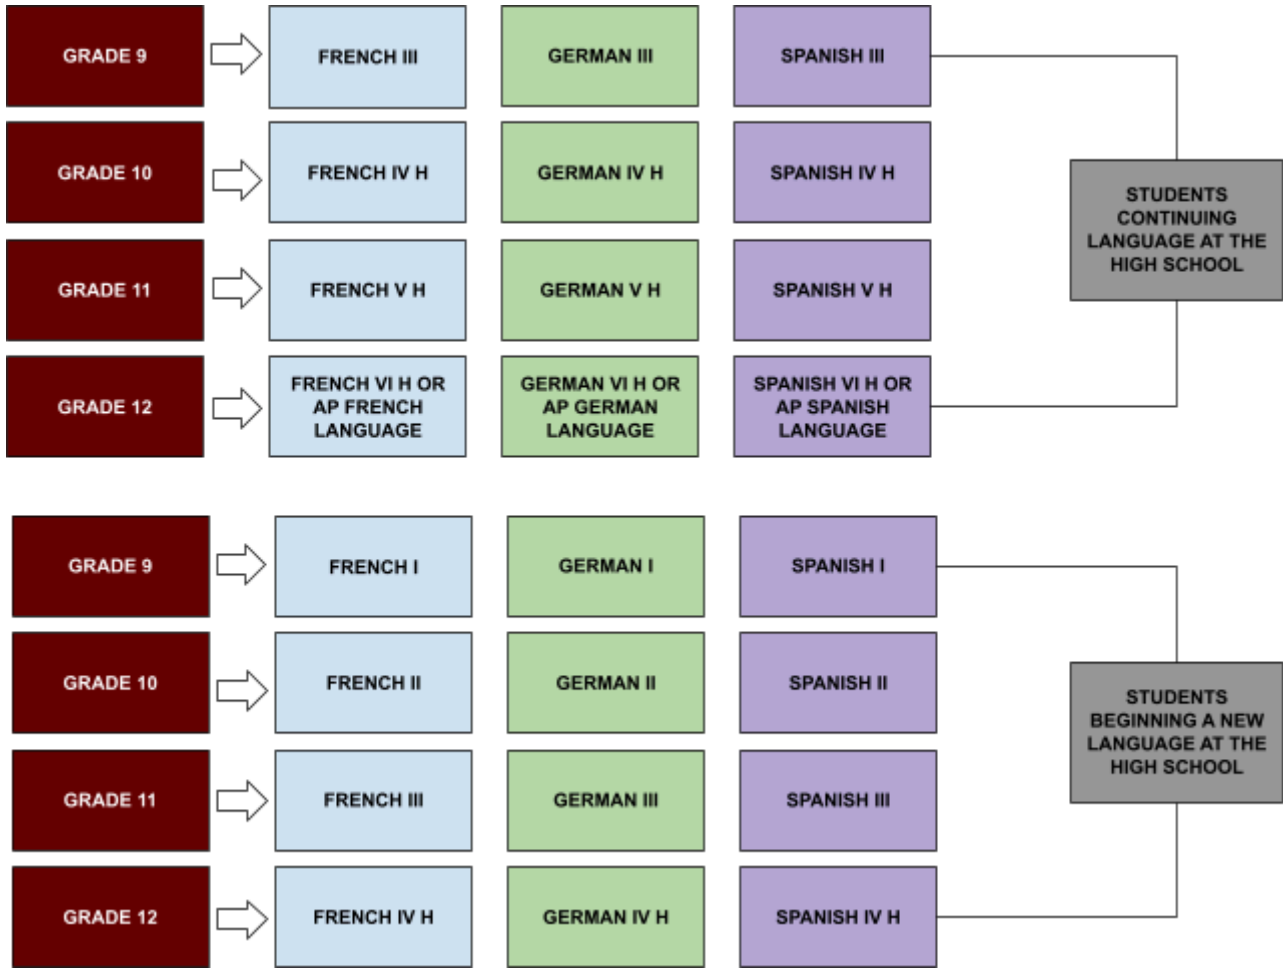 GRADE 9
FRENCH III
GERMAN III
SPANISH III
GRADE 10
FRENCH IV H
GERMAN IV H
SPANISH IV H
GRADE 11
FRENCH V H
GERMAN V H
SPANISH V H
GRADE 12
FRENCH VI H OR
AP FRENCH
LANGUAGE
GERMAN VI H OR
AP GERMAN
LANGUAGE
SPANISH VI H OR
AP SPANISH
LANGUAGE
STUDENTS
CONTINUING
LANGUAGE AT THE
HIGH SCHOOL
GRADE 9
FRENCH I
GERMAN I
SPANISH I
GRADE 10
FRENCH II
GERMAN II
SPANISH II
GRADE 11
FRENCH III
GERMAN III
SPANISH III
GRADE 12
FRENCH IV H
GERMAN IV H
SPANISH IV H
STUDENTS
BEGINNING A NEW
LANGUAGE AT THE
HIGH SCHOOL